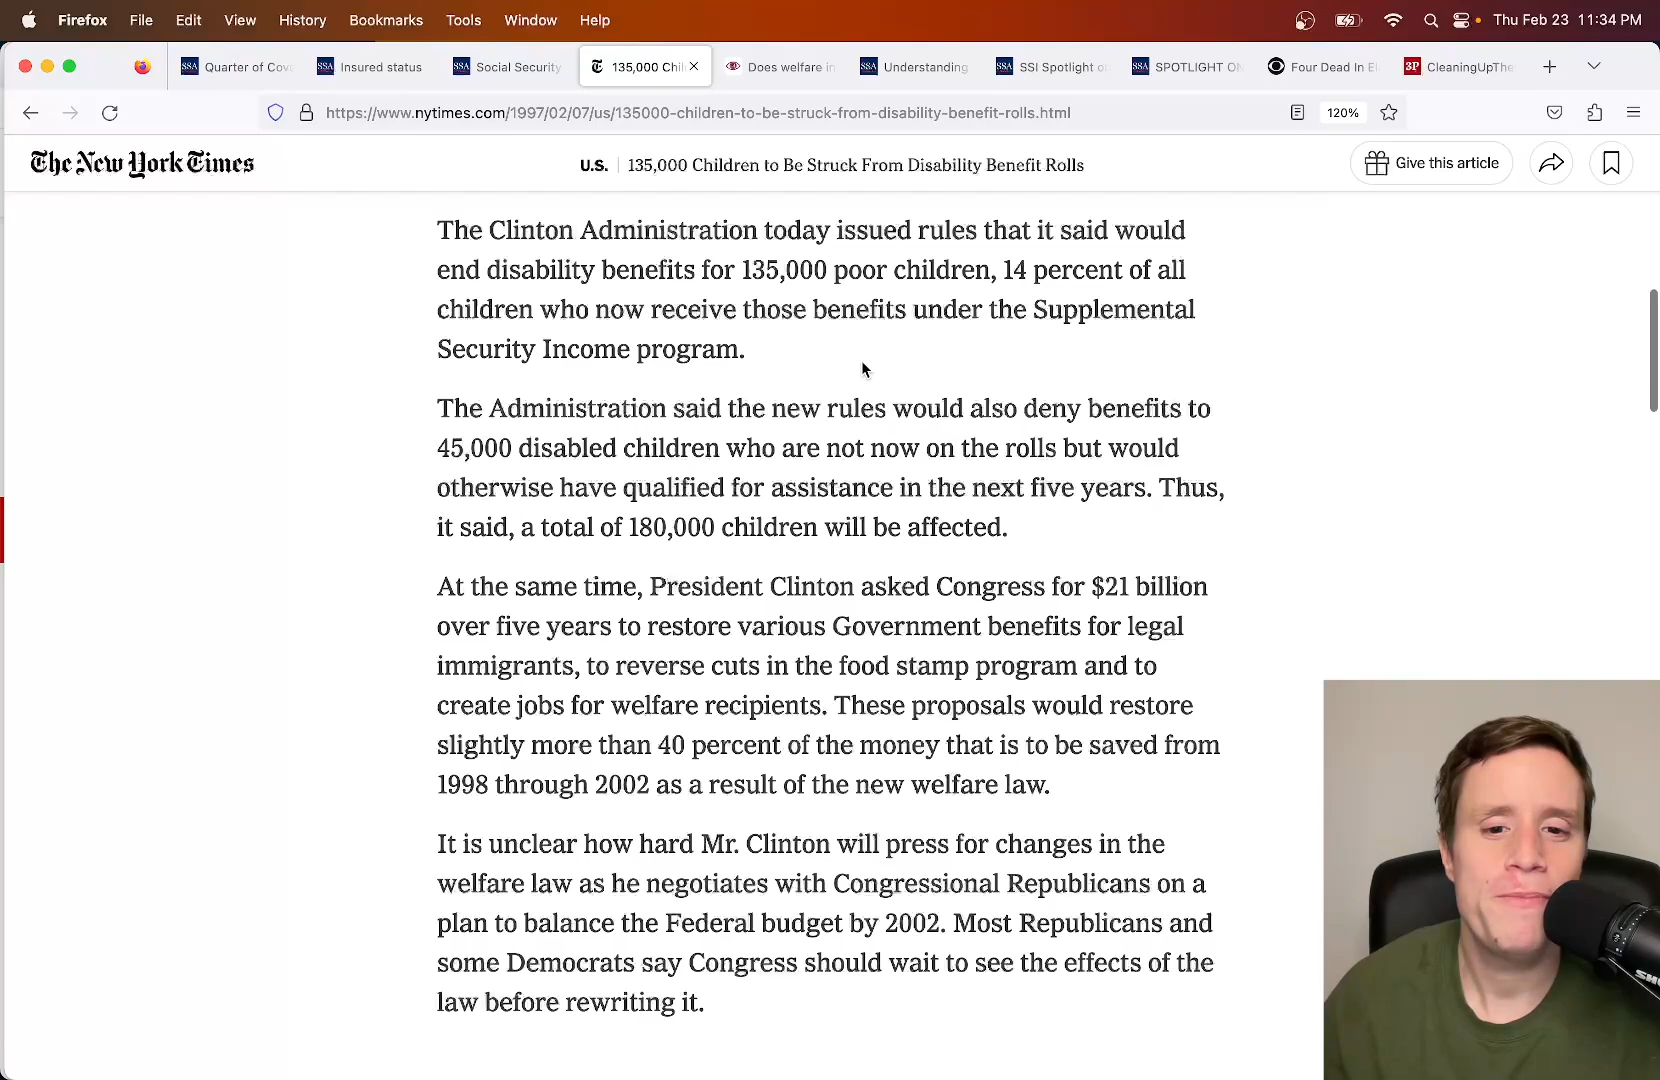 Firefox File Edit View History Bookmarks Tools Window Help Thu Feb 23 11:34 PM
SSA Quarter of Cov SSA Insured status SSA Social Security 135,000 Chil Does welfare in SSA Understanding SSA SSI Spotlight o SSA SPOTLIGHT ON Four Dead In E 3P CleaningUpThe
https://www.nytimes.com/1997/02/07/us/135000-children-to-be-struck-from-disability-benefit-rolls.html 120%
The New York Times U.S. | 135,000 Children to Be Struck From Disability Benefit Rolls Give this article
The Clinton Administration today issued rules that it said would
end disability benefits for 135,000 poor children, 14 percent of all
children who now receive those benefits under the Supplemental
Security Income program.
The Administration said the new rules would also deny benefits to
45,000 disabled children who are not now on the rolls but would
otherwise have qualified for assistance in the next five years. Thus,
it said, a total of 180,000 children will be affected.
At the same time, President Clinton asked Congress for $21 billion
over five years to restore various Government benefits for legal
immigrants, to reverse cuts in the food stamp program and to
create jobs for welfare recipients. These proposals would restore
slightly more than 40 percent of the money that is to be saved from
1998 through 2002 as a result of the new welfare law.
It is unclear how hard Mr. Clinton will press for changes in the
welfare law as he negotiates with Congressional Republicans on a
plan to balance the Federal budget by 2002. Most Republicans and
some Democrats say Congress should wait to see the effects of the
law before rewriting it.